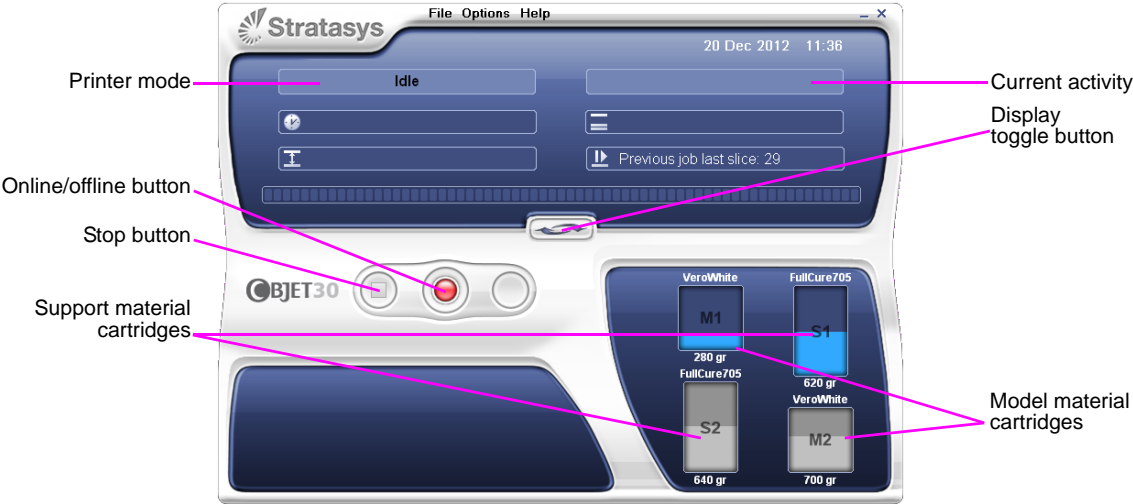 File Options Help
Stratasys
20 Dec 2012 11:36
Printer mode
Idle
Current activity
Display
toggle button
Previous job last slice: 29
Online/offline button
Stop button
OBJET30
Support material
cartridges
VeroWhite
M1
280 gr
FullCure705
S1
620 gr
FullCure705
S2
640 gr
VeroWhite
M2
700 gr
Model material
cartridges